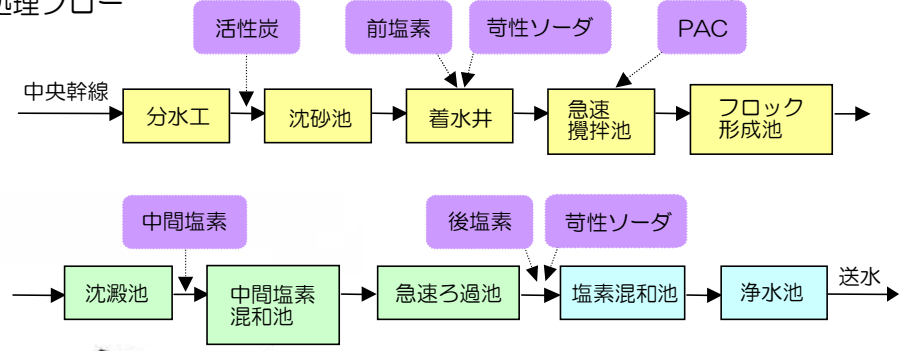 処理フロー
活性炭
前塩素
苛性ソーダ
PAC
中央幹線
分水工
沈砂池
着水井
急速
攪拌池
フロック
形成池
中間塩素
後塩素
苛性ソーダ
沈澱池
中間塩素
混和池
急速ろ過池
塩素混和池
浄水池
送水